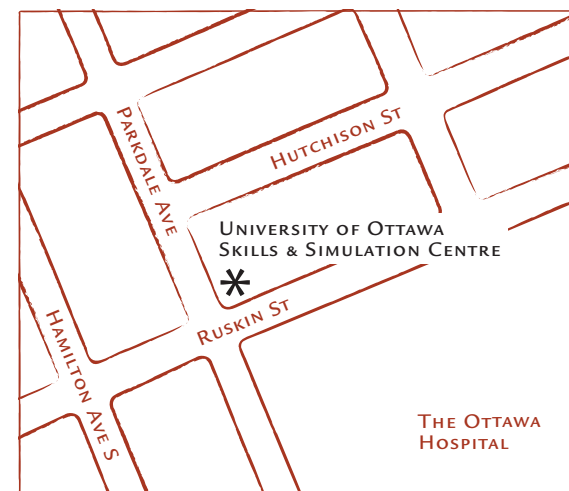 PARKDALE AVE
HUTCHISON ST
UNIVERSITY OF OTTAWA
SKILLS & SIMULATION CENTRE
RUSKIN ST
HAMILTON AVE S
THE OTTAWA
HOSPITAL